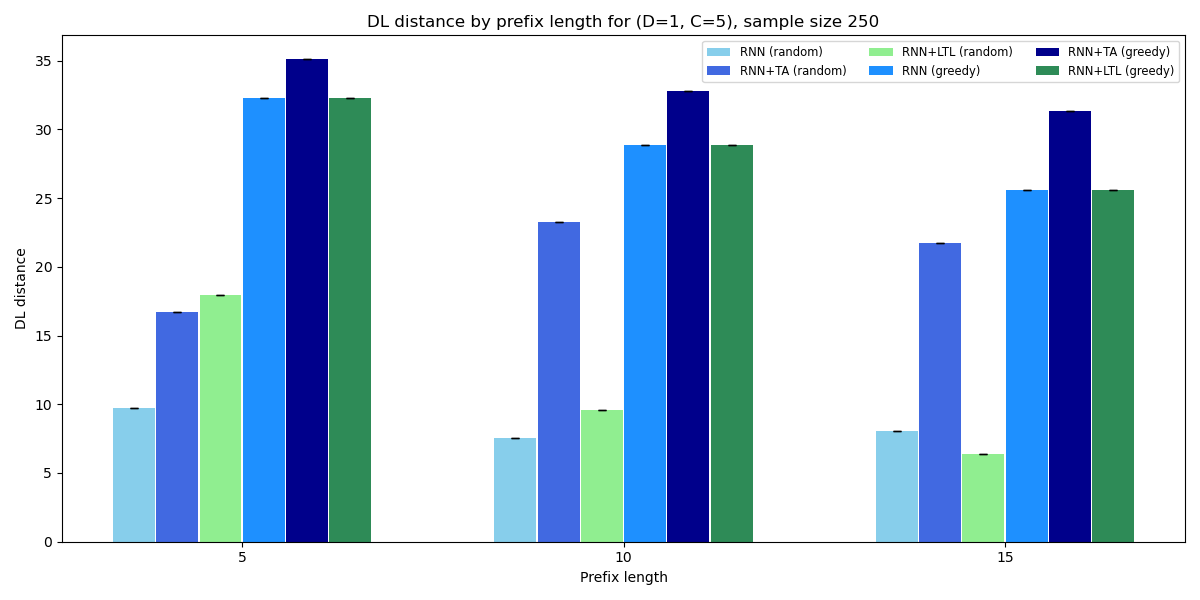 DL distance by prefix length for (D=1, C=5), sample size 250
RNN (random)
RNN+TA (random)
RNN+LTL (random)
RNN (greedy)
RNN+TA (greedy)
RNN+LTL (greedy)
DL distance
35
30
25
20
15
10
5
0
5
10
15
Prefix length